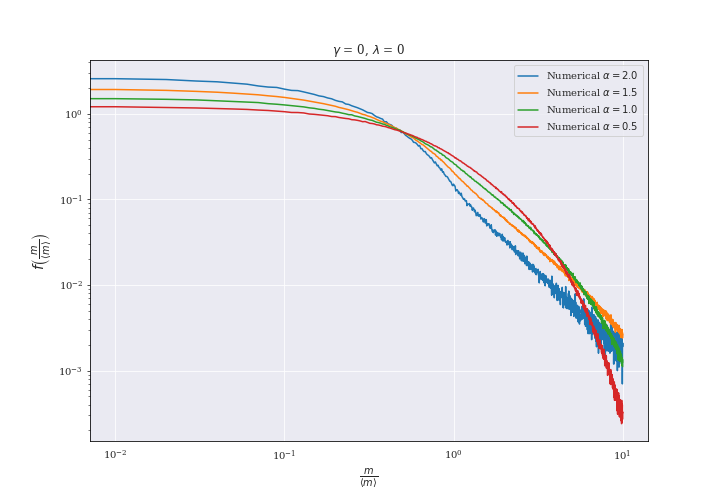 γ = 0, λ = 0
Numerical α = 2.0
Numerical α = 1.5
Numerical α = 1.0
Numerical α = 0.5
10⁰
10⁻¹
10⁻²
10⁻³
f(m/⟨m⟩)
10⁻² 10⁻¹ 10⁰ 10¹
m/⟨m⟩